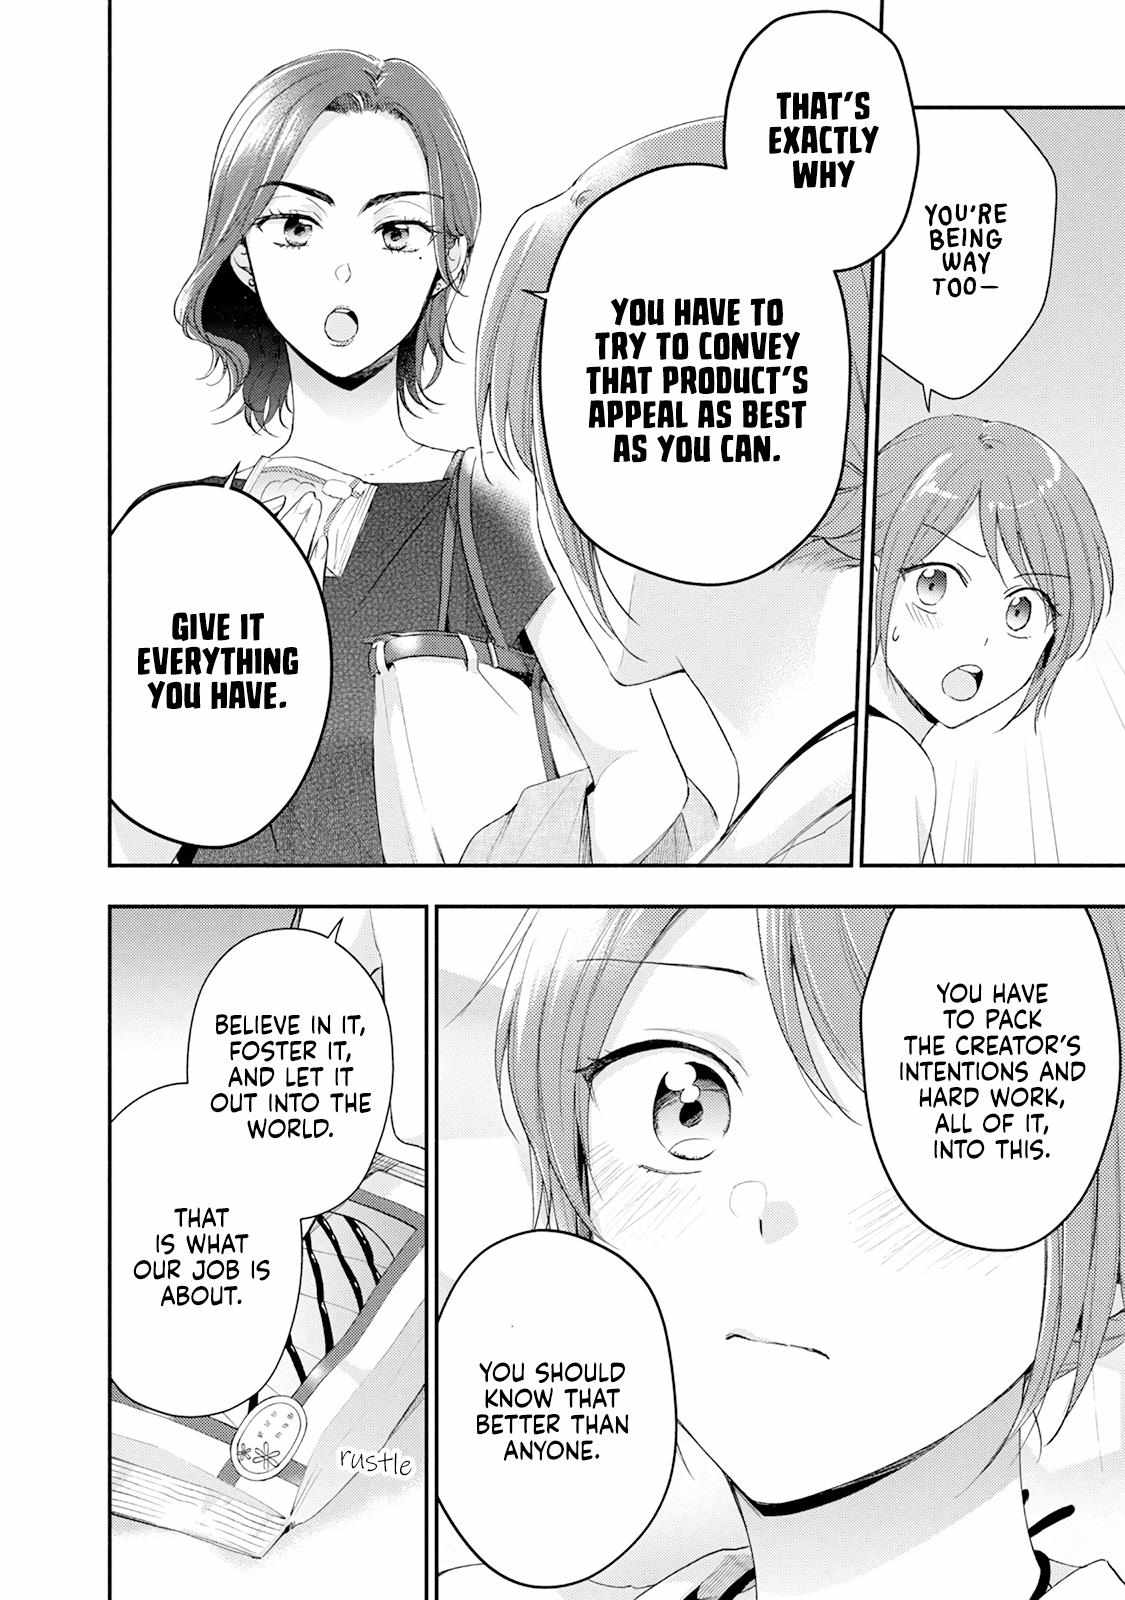 YOU'RE
BEING
WAY
TOO—
THAT'S
EXACTLY
WHY
YOU HAVE TO
TRY TO CONVEY
THAT PRODUCT'S
APPEAL AS BEST
AS YOU CAN.
GIVE IT
EVERYTHING
YOU HAVE.
YOU HAVE
TO PACK
THE CREATOR'S
INTENTIONS AND
HARD WORK,
ALL OF IT,
INTO THIS.
YOU SHOULD
KNOW THAT
BETTER THAN
ANYONE.
BELIEVE IN IT,
FOSTER IT,
AND LET IT
OUT INTO THE
WORLD.
THAT
IS WHAT
OUR JOB IS
ABOUT.
rustle